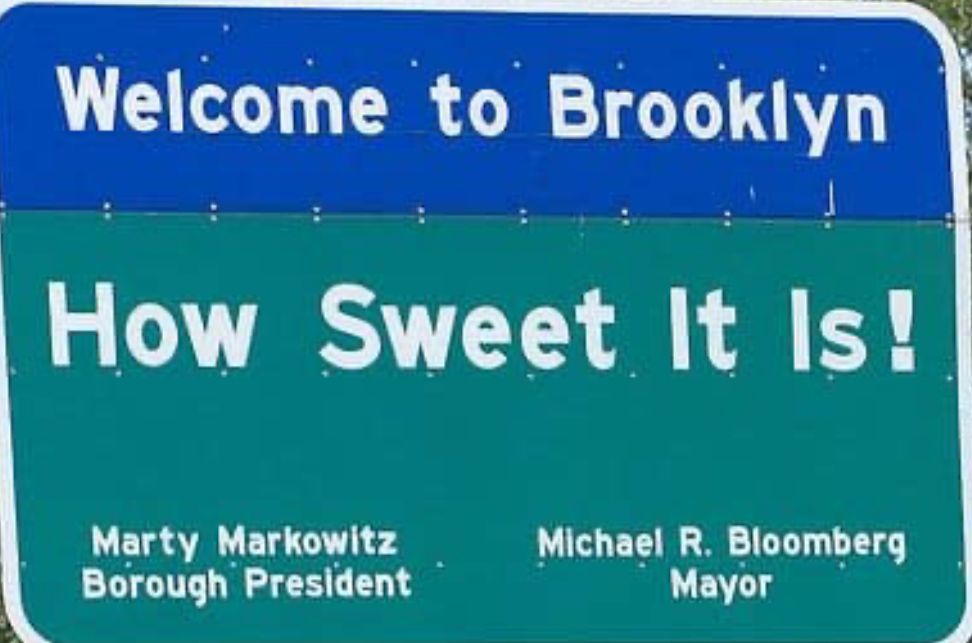 Welcome to Brooklyn
How Sweet It Is!
Marty Markowitz
Borough President
Michael R. Bloomberg
Mayor